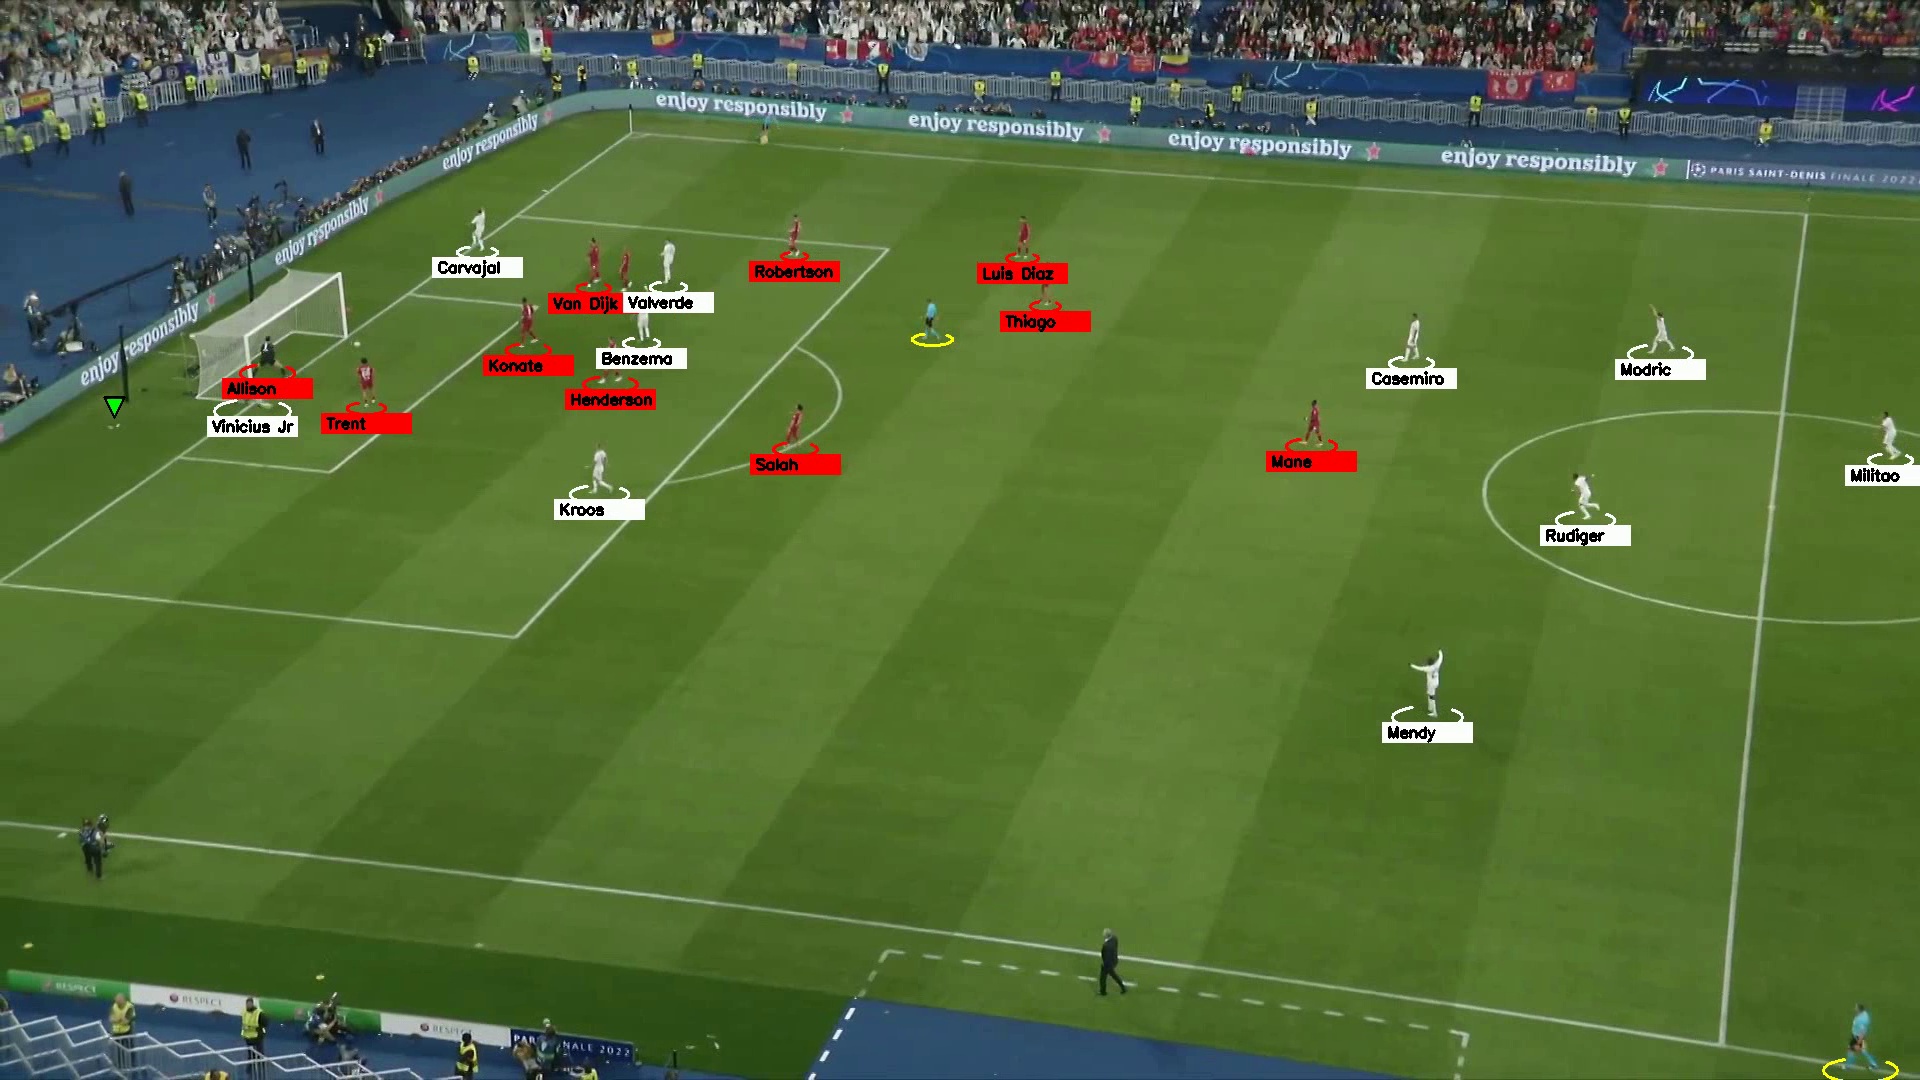 enjoy responsibly
enjoy responsibly
enjoy responsibly
enjoy responsibly
PARIS SAINT-DENIS FINALE 2022
enjoy responsibly
enjoy responsibly
enjoy responsibly
Carvajal
Robertson
Luis Diaz
Van Dijk
Valverde
Thiago
Benzema
Konate
Casemiro
Modric
Allison
Henderson
Vinicius Jr
Trent
Salah
Mane
Militao
Kroos
Rudiger
Mendy
RESPECT
RESPECT
RESPECT